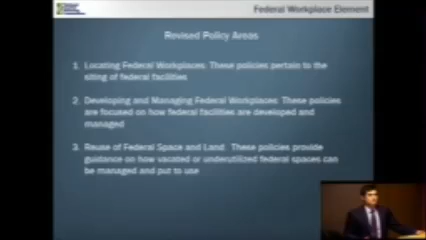 Federal Workplace Element
Revised Policy Areas
1. Locating Federal Workplaces: These policies pertain to the
siting of federal facilities
2. Developing and Managing Federal Workplaces: These policies
are focused on how federal facilities are developed and
managed
3. Reuse of Federal Space and Land: These policies provide
guidance on how vacated or underutilized federal spaces can
be managed and put to use